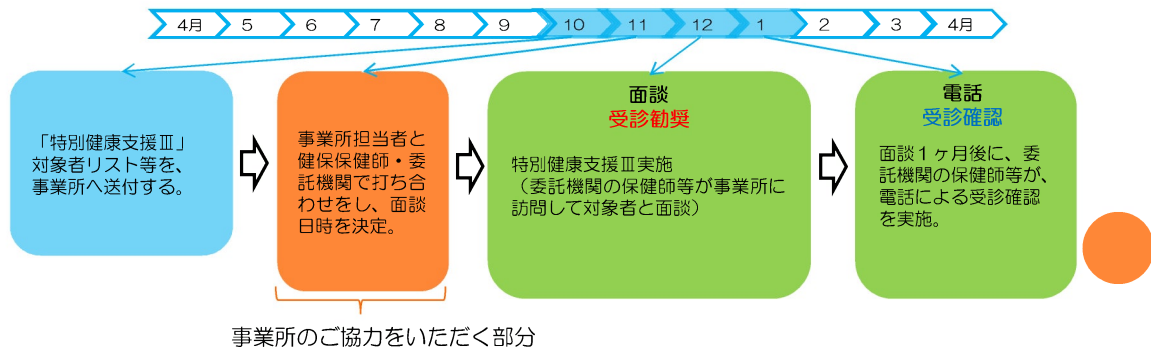 4月 5 6 7 8 9 10 11 12 1 2 3 4月
「特別健康支援Ⅲ」
対象者リスト等を、
事業所へ送付する。
事業所担当者と
健保保健師・委
託機関で打ち合
わせをし、面談
日時を決定。
面談
受診勧奨
特別健康支援Ⅲ実施
（委託機関の保健師等が事業所に
訪問して対象者と面談）
電話
受診確認
面談１ヶ月後に、委
託機関の保健師等が、
電話による受診確認
を実施。
事業所のご協力をいただく部分